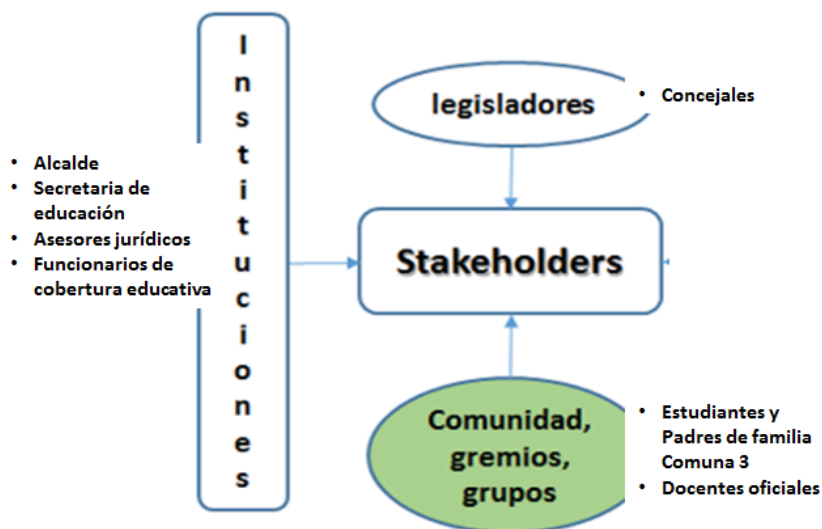 Instituciones
• Alcalde
• Secretaria de
educación
• Asesores jurídicos
• Funcionarios de
cobertura educativa
legisladores
• Concejales
Stakeholders
Comunidad,
gremios,
grupos
• Estudiantes y
Padres de familia
Comuna 3
• Docentes oficiales